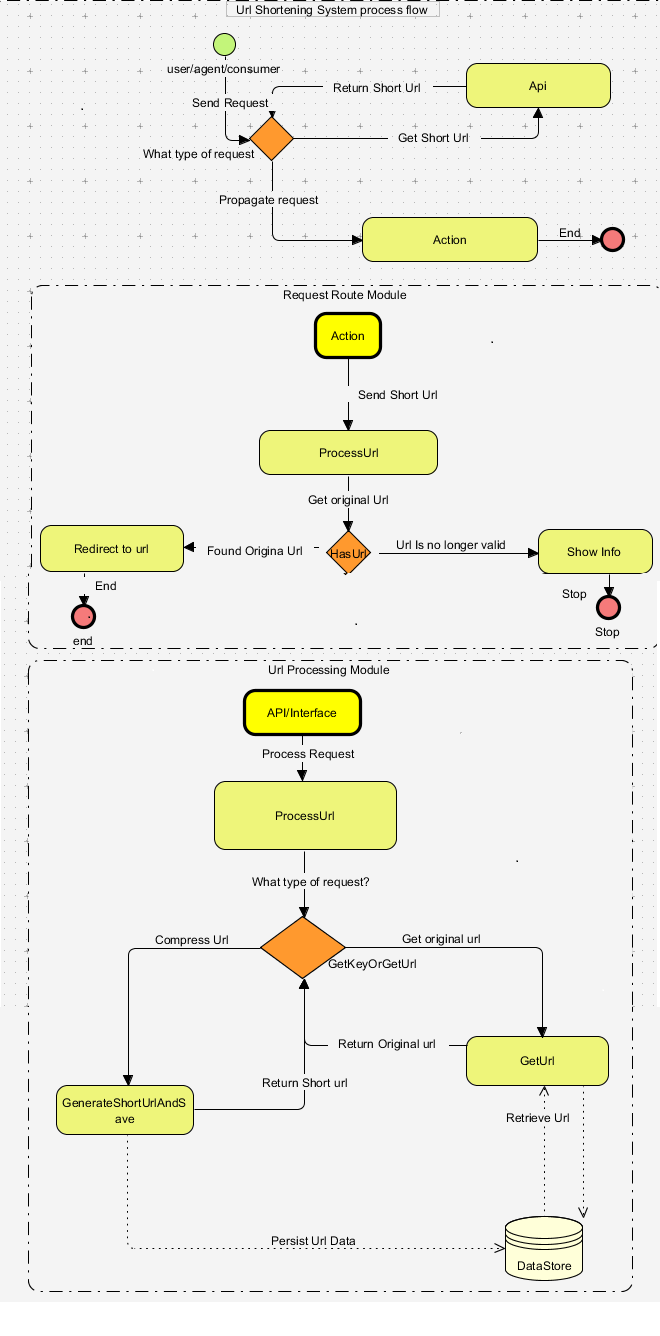 Url Shortening System process flow
user/agent/consumer
Return Short Url
Api
Send Request
Get Short Url
What type of request
Propagate request
Action
End
Request Route Module
Action
Send Short Url
ProcessUrl
Get original Url
Redirect to url
Found Origina Url
HasUrl
Url Is no longer valid
Show Info
End
Stop
end
Stop
Url Processing Module
API/Interface
Process Request
ProcessUrl
What type of request?
Compress Url
Get original url
GetKeyOrGetUrl
Return Original url
GetUrl
Return Short url
GenerateShortUrlAndS
ave
Retrieve Url
Persist Url Data
DataStore